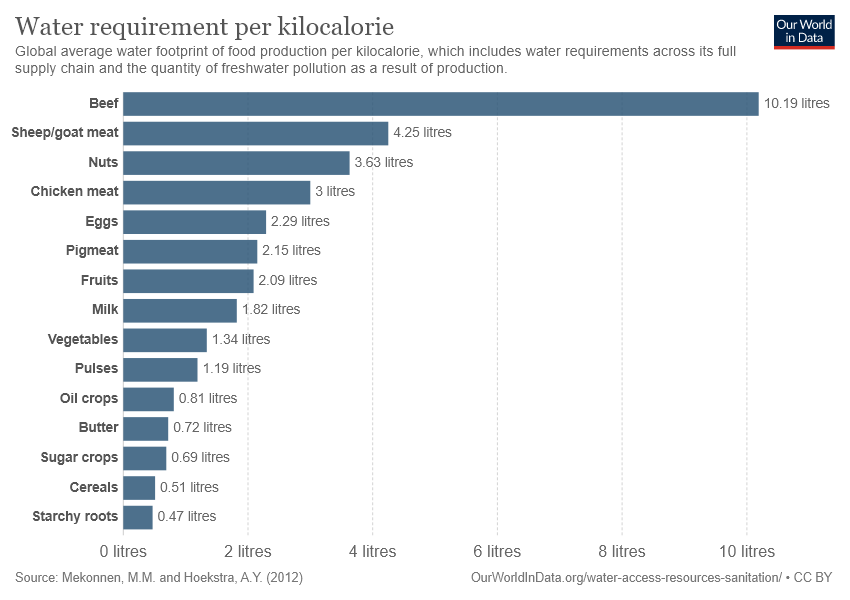 Water requirement per kilocalorie
Our World
in Data
Global average water footprint of food production per kilocalorie, which includes water requirements across its full
supply chain and the quantity of freshwater pollution as a result of production.
Beef 10.19 litres
Sheep/goat meat 4.25 litres
Nuts 3.63 litres
Chicken meat 3 litres
Eggs 2.29 litres
Pigmeat 2.15 litres
Fruits 2.09 litres
Milk 1.82 litres
Vegetables 1.34 litres
Pulses 1.19 litres
Oil crops 0.81 litres
Butter 0.72 litres
Sugar crops 0.69 litres
Cereals 0.51 litres
Starchy roots 0.47 litres
0 litres 2 litres 4 litres 6 litres 8 litres 10 litres
Source: Mekonnen, M.M. and Hoekstra, A.Y. (2012) OurWorldInData.org/water-access-resources-sanitation/ • CC BY